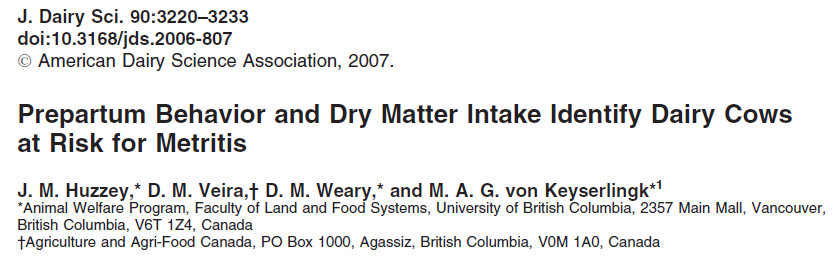 J. Dairy Sci. 90:3220–3233
doi:10.3168/jds.2006-807
© American Dairy Science Association, 2007.
Prepartum Behavior and Dry Matter Intake Identify Dairy Cows
at Risk for Metritis
J. M. Huzzey,* D. M. Veira,† D. M. Weary,* and M. A. G. von Keyserlingk*1
*Animal Welfare Program, Faculty of Land and Food Systems, University of British Columbia, 2357 Main Mall, Vancouver,
British Columbia, V6T 1Z4, Canada
†Agriculture and Agri-Food Canada, PO Box 1000, Agassiz, British Columbia, V0M 1A0, Canada